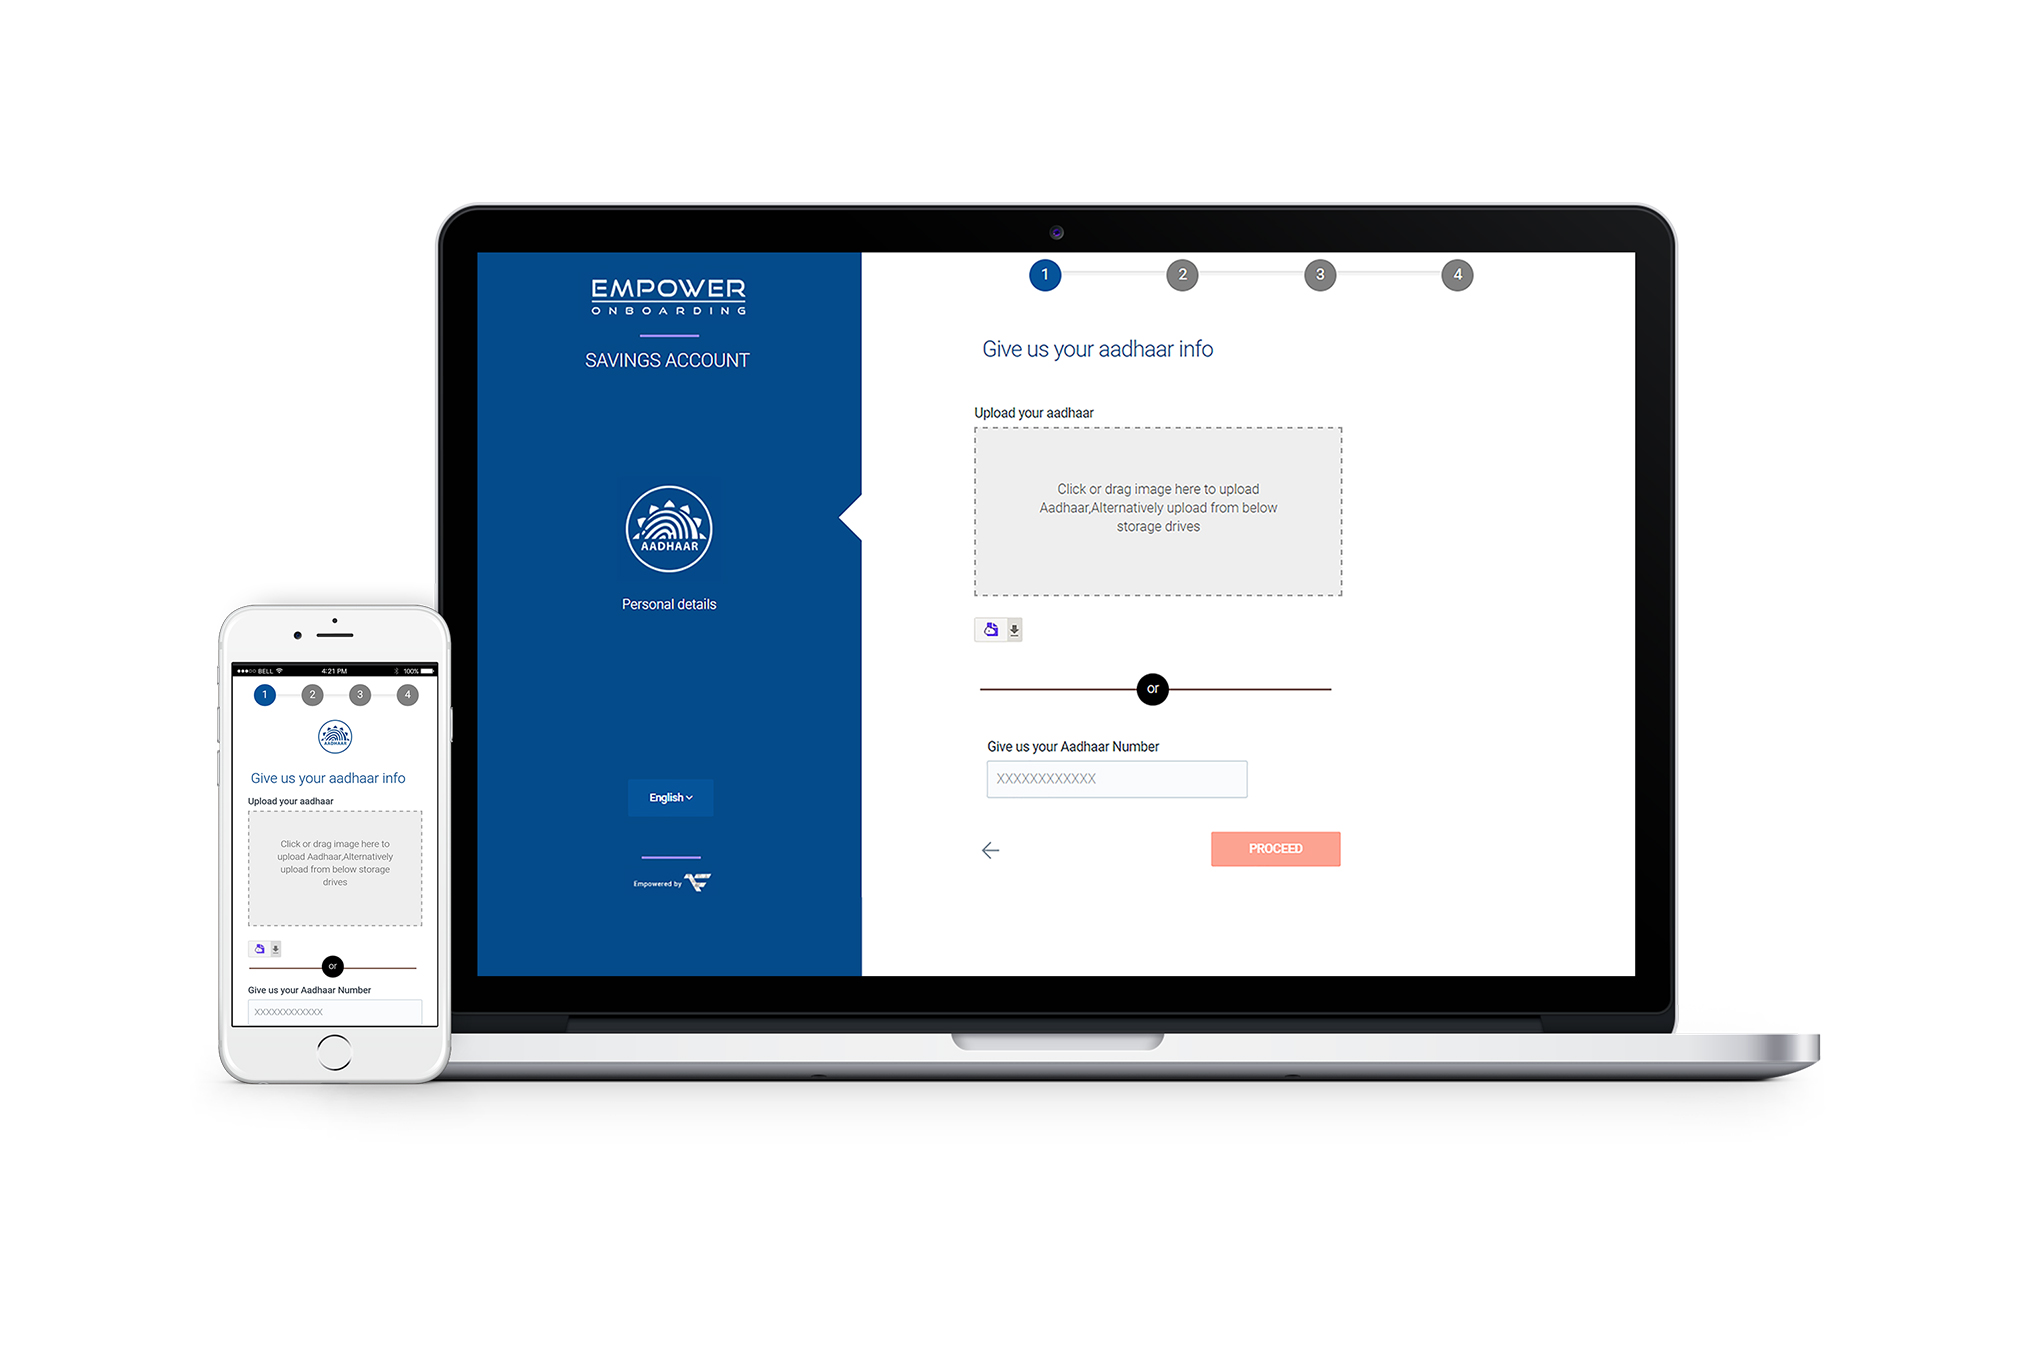 EMPOWER
ONBOARDING
SAVINGS ACCOUNT
AADHAAR
Personal details
English
Empowered by
1 2 3 4
Give us your aadhaar info
Upload your aadhaar
Click or drag image here to upload
Aadhaar,Alternatively upload from below
storage drives
or
Give us your Aadhaar Number
XXXXXXXXXXXX
PROCEED
BELL 4:21 PM 100%
1 2 3 4
AADHAAR
Give us your aadhaar info
Upload your aadhaar
Click or drag image here to
upload Aadhaar,Alternatively
upload from below storage
drives
or
Give us your Aadhaar Number
XXXXXXXXXXXX